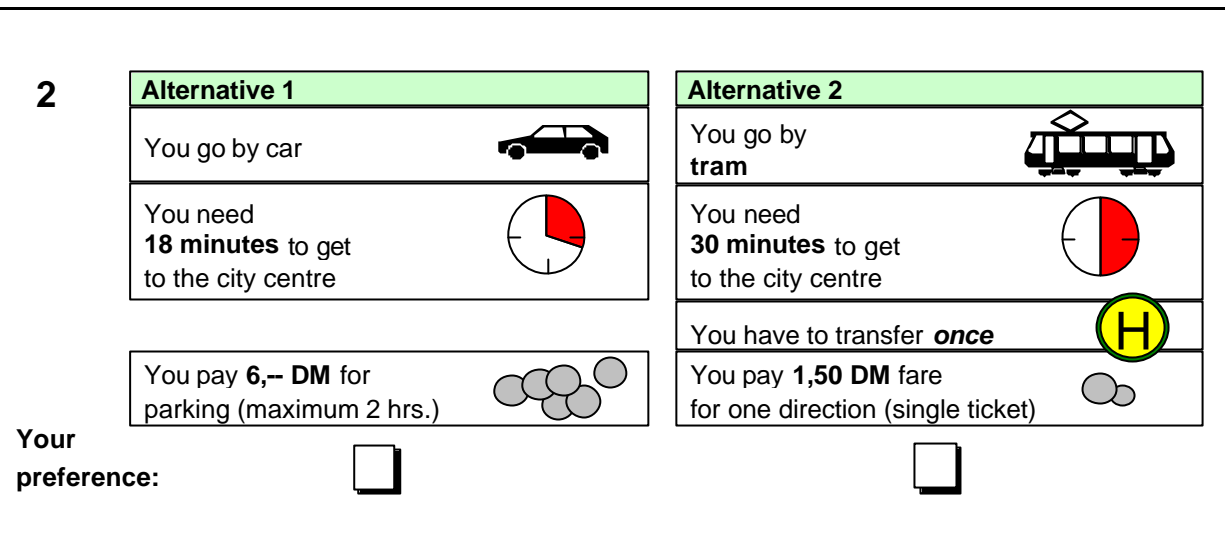 2
Alternative 1
You go by car
You need
18 minutes to get
to the city centre
You pay 6,-- DM for
parking (maximum 2 hrs.)
Alternative 2
You go by
tram
You need
30 minutes to get
to the city centre
You have to transfer once
H
You pay 1,50 DM fare
for one direction (single ticket)
Your
preference: